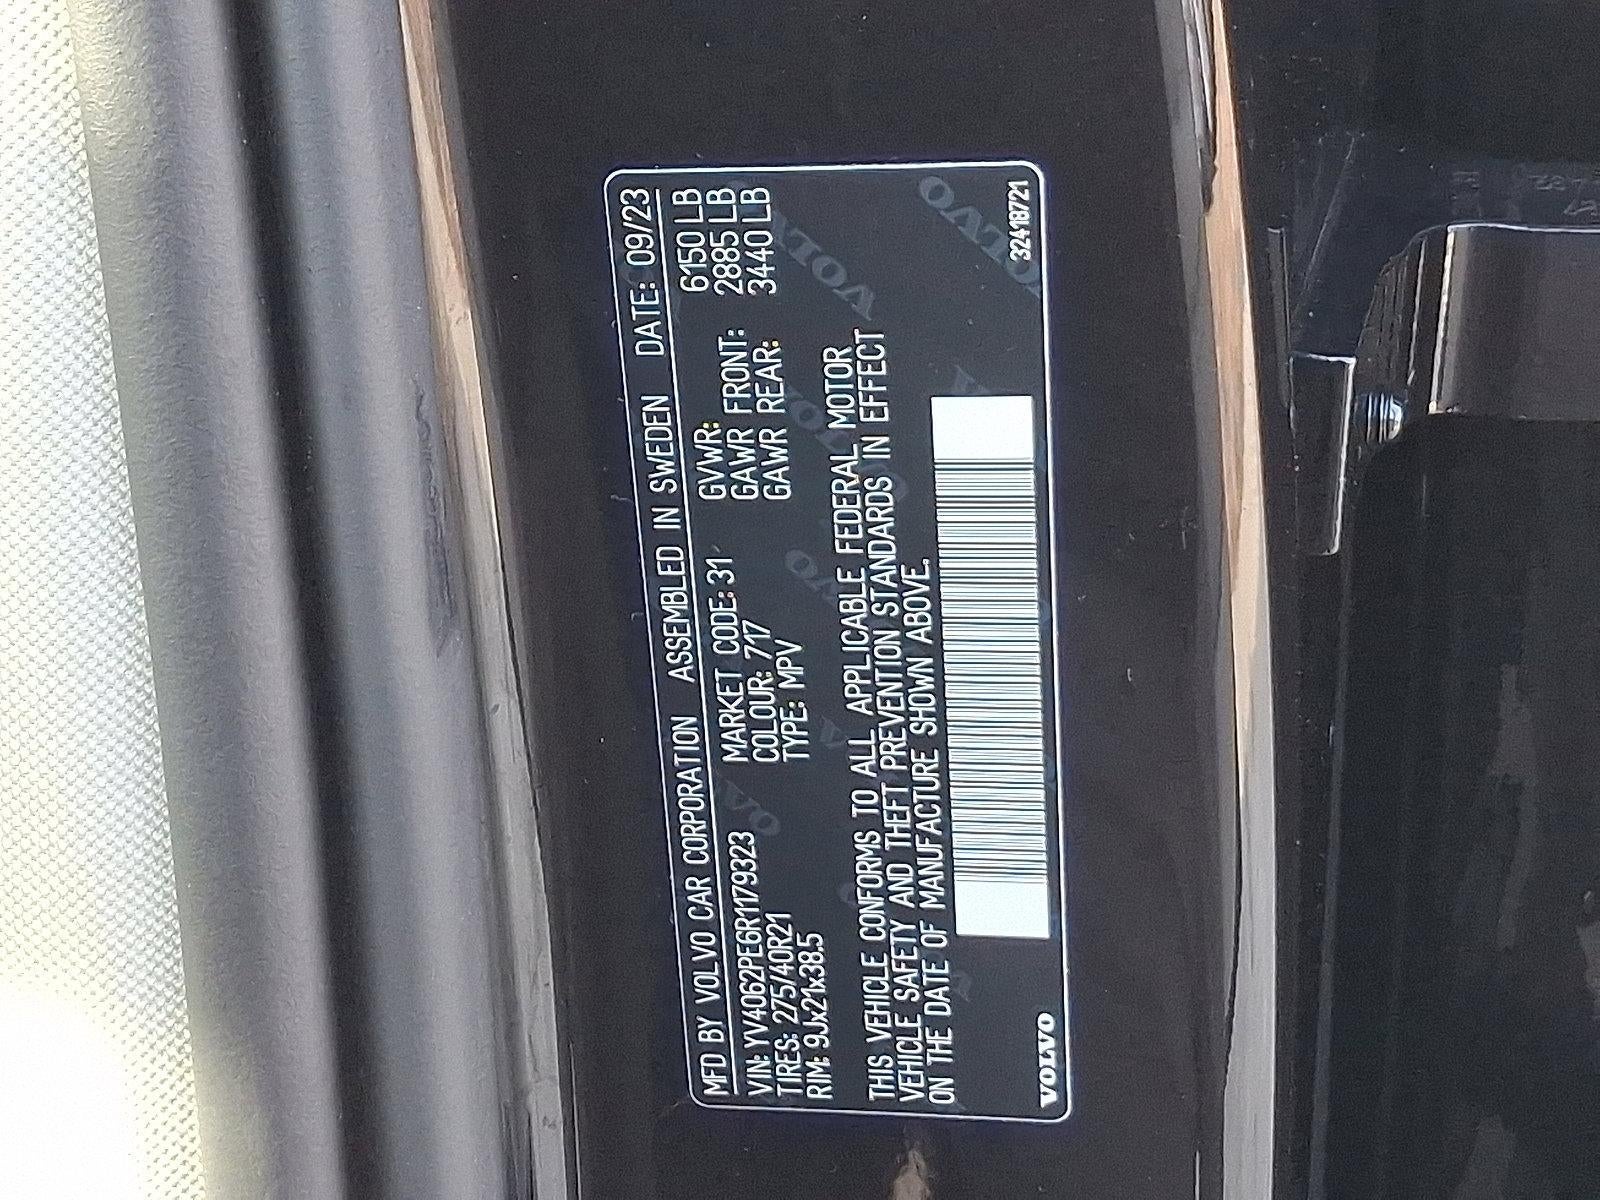 MFD BY VOLVO CAR CORPORATION ASSEMBLED IN SWEDEN DATE: 09/23
VIN: YV4062PE6R1179323 MARKET CODE: 31 GVWR: 6150 LB
TIRES: 275/40R21 COLOUR: 717 GAWR FRONT: 2885 LB
RIM: 9Jx21x38.5 TYPE: MPV GAWR REAR: 3440 LB
THIS VEHICLE CONFORMS TO ALL APPLICABLE FEDERAL MOTOR
VEHICLE SAFETY AND THEFT PREVENTION STANDARDS IN EFFECT
ON THE DATE OF MANUFACTURE SHOWN ABOVE.
VOLVO 32418721